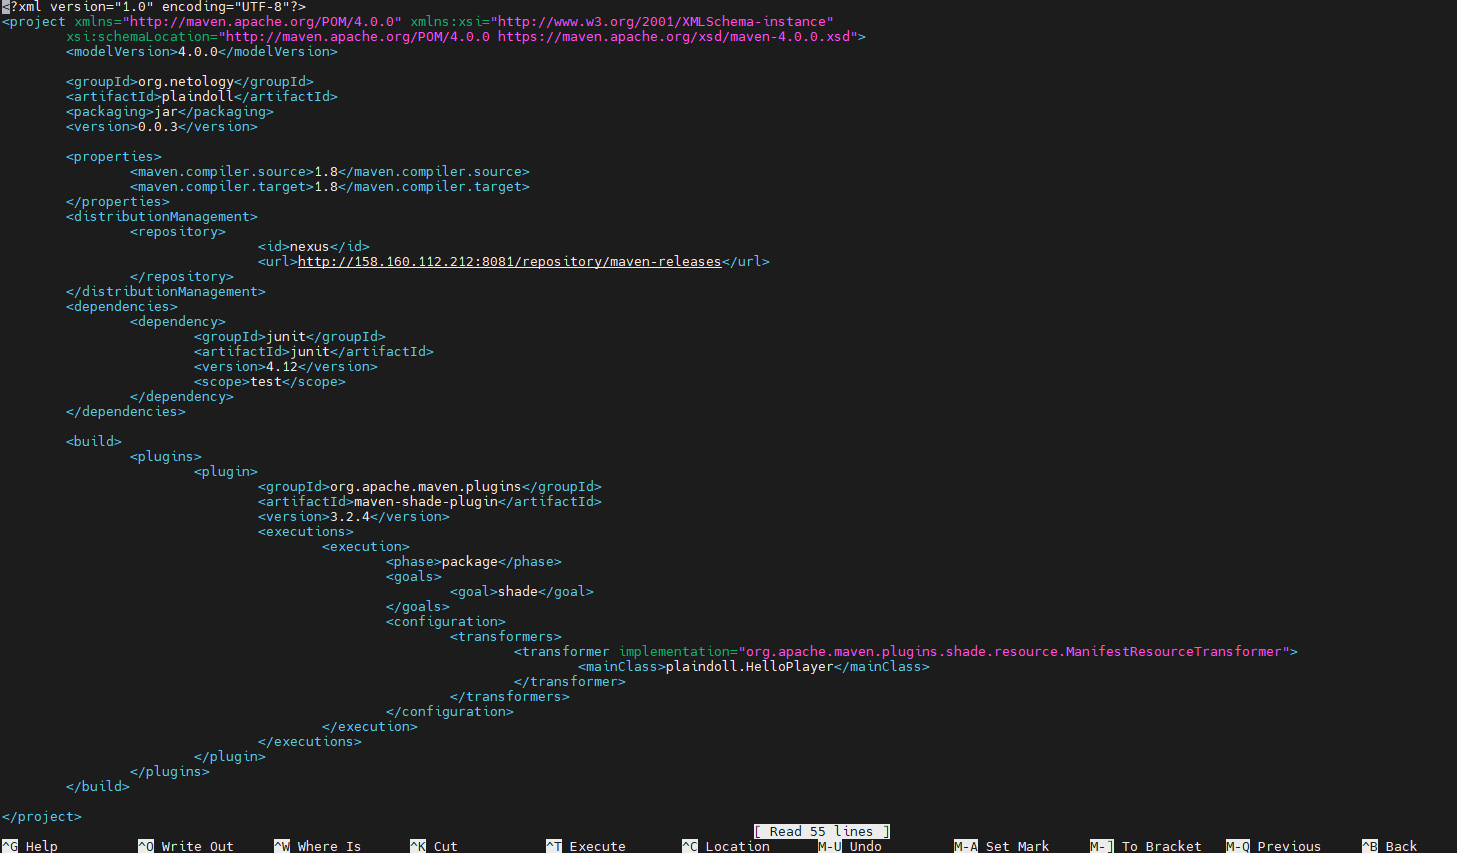 <?xml version="1.0" encoding="UTF-8"?>
<project xmlns="http://maven.apache.org/POM/4.0.0" xmlns:xsi="http://www.w3.org/2001/XMLSchema-instance"
        xsi:schemaLocation="http://maven.apache.org/POM/4.0.0 https://maven.apache.org/xsd/maven-4.0.0.xsd">
        <modelVersion>4.0.0</modelVersion>

        <groupId>org.netology</groupId>
        <artifactId>plaindoll</artifactId>
        <packaging>jar</packaging>
        <version>0.0.3</version>

        <properties>
                <maven.compiler.source>1.8</maven.compiler.source>
                <maven.compiler.target>1.8</maven.compiler.target>
        </properties>
        <distributionManagement>
                <repository>
                                <id>nexus</id>
                                <url>http://158.160.112.212:8081/repository/maven-releases</url>
                </repository>
        </distributionManagement>
        <dependencies>
                <dependency>
                        <groupId>junit</groupId>
                        <artifactId>junit</artifactId>
                        <version>4.12</version>
                        <scope>test</scope>
                </dependency>
        </dependencies>

        <build>
                <plugins>
                        <plugin>
                                <groupId>org.apache.maven.plugins</groupId>
                                <artifactId>maven-shade-plugin</artifactId>
                                <version>3.2.4</version>
                                <executions>
                                        <execution>
                                                <phase>package</phase>
                                                <goals>
                                                        <goal>shade</goal>
                                                </goals>
                                                <configuration>
                                                        <transformers>
                                                                <transformer implementation="org.apache.maven.plugins.shade.resource.ManifestResourceTransformer">
                                                                        <mainClass>plaindoll.HelloPlayer</mainClass>
                                                                </transformer>
                                                        </transformers>
                                                </configuration>
                                        </execution>
                                </executions>
                        </plugin>
                </plugins>
        </build>

</project>
[ Read 55 lines ]
^G Help ^O Write Out ^W Where Is ^K Cut ^T Execute ^C Location M-U Undo M-A Set Mark M-] To Bracket M-Q Previous ^B Back